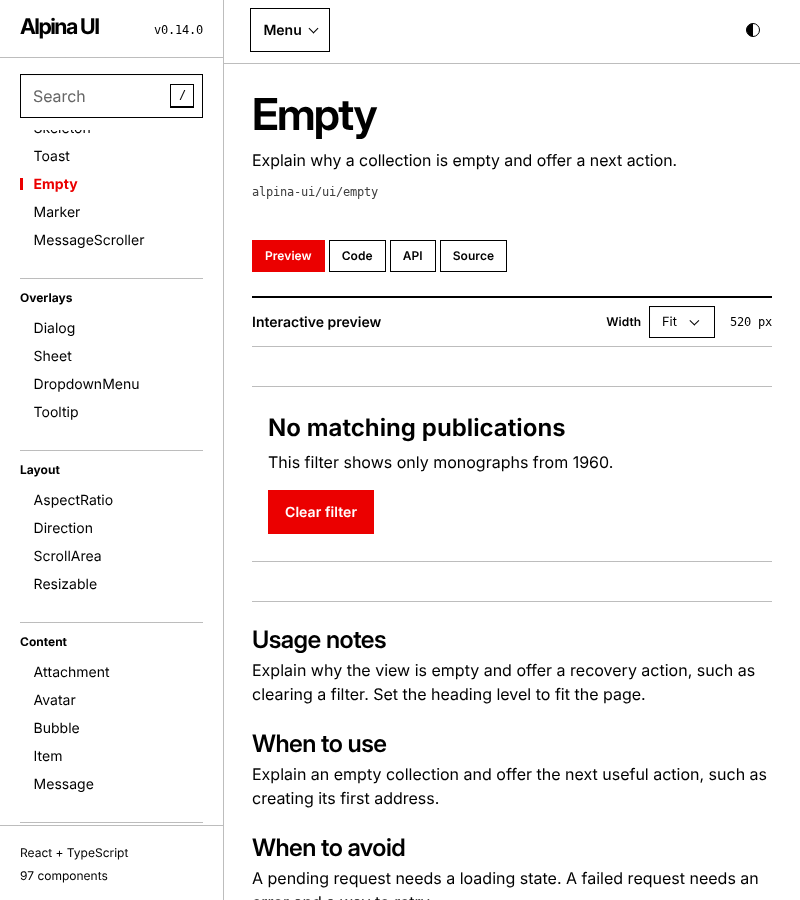 Alpina UI
v0.14.0
Search
/
Skeleton
Toast
Empty
Marker
MessageScroller
Overlays
Dialog
Sheet
DropdownMenu
Tooltip
Layout
AspectRatio
Direction
ScrollArea
Resizable
Content
Attachment
Avatar
Bubble
Item
Message
React + TypeScript
97 components
Menu
Empty
Explain why a collection is empty and offer a next action.
alpina-ui/ui/empty
Preview Code API Source
Interactive preview
Width Fit 520 px
No matching publications
This filter shows only monographs from 1960.
Clear filter
Usage notes
Explain why the view is empty and offer a recovery action, such as
clearing a filter. Set the heading level to fit the page.
When to use
Explain an empty collection and offer the next useful action, such as
creating its first address.
When to avoid
A pending request needs a loading state. A failed request needs an